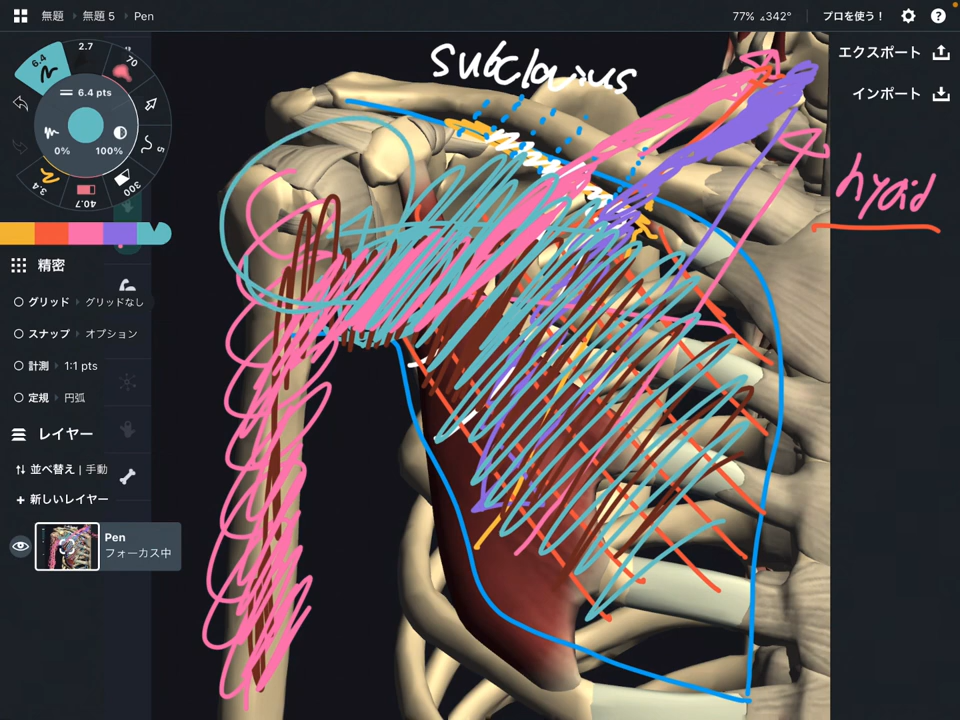 無題 › 無題 5 › Pen
77% ⊿342°
プロを使う！
エクスポート
インポート
2.7
6.4
70
6.4 pts
0% 100%
5
3.4
40.7
300
subclavius
hyoid
精密
グリッド グリッドなし
スナップ オプション
計測 1:1 pts
定規 円弧
レイヤー
並べ替え | 手動
+ 新しいレイヤー
Pen
フォーカス中